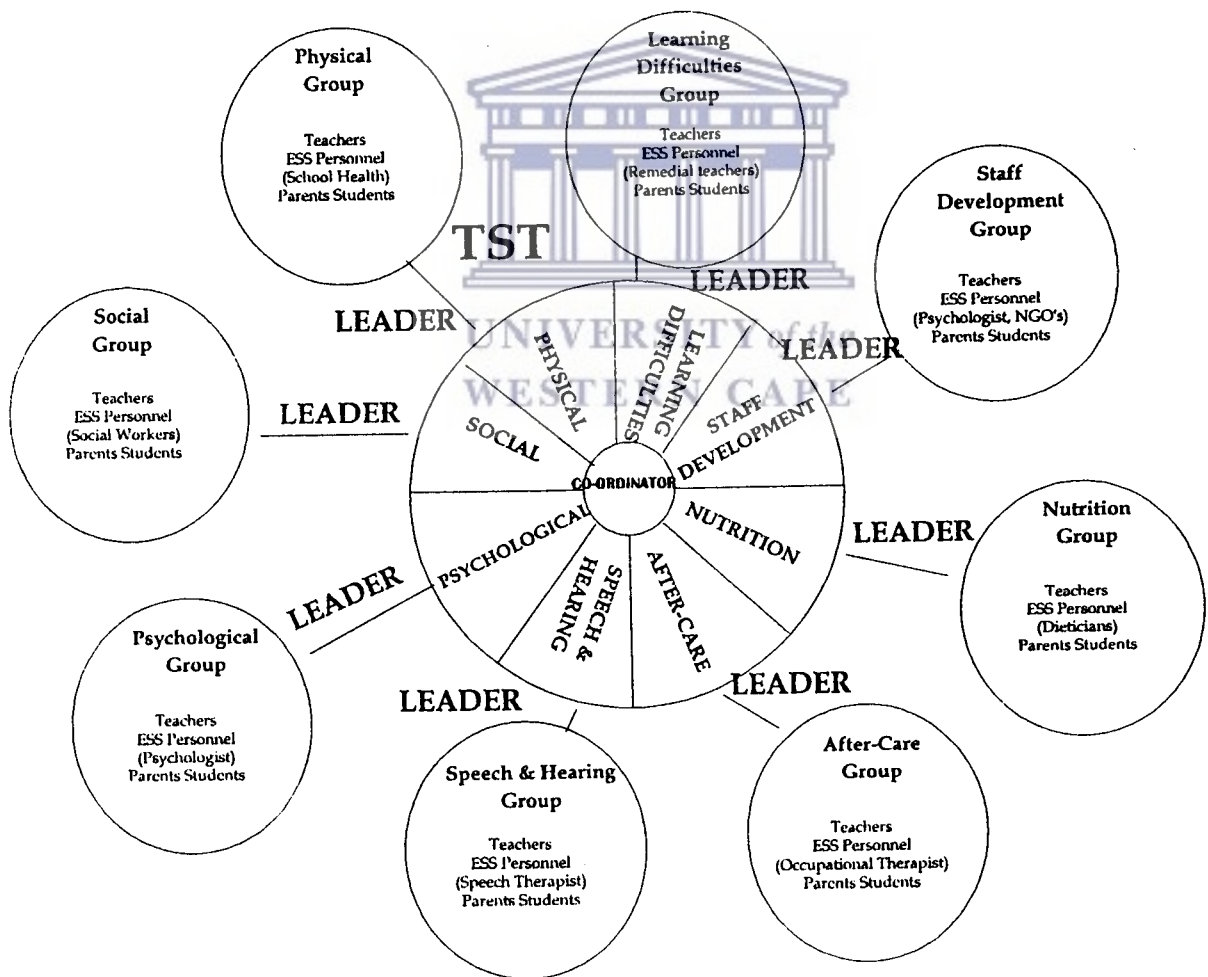 Physical
Group
Teachers
ESS Personnel
(School Health)
Parents Students
Learning
Difficulties
Group
Teachers
ESS Personnel
(Remedial teachers)
Parents Students
Staff
Development
Group
Teachers
ESS Personnel
(Psychologist, NGO's)
Parents Students
TST
LEADER
LEADER
LEADER
LEADER
LEADER
LEADER
LEADER
LEADER
UNIVERSITY of the
WESTERN CAPE
Social
Group
Teachers
ESS Personnel
(Social Workers)
Parents Students
PHYSICAL
LEARNING
DIFFICULTIES
STAFF
DEVELOPMENT
SOCIAL
CO-ORDINATOR
NUTRITION
PSYCHOLOGICAL
SPEECH &
HEARING
AFTER-CARE
Nutrition
Group
Teachers
ESS Personnel
(Dieticians)
Parents Students
Psychological
Group
Teachers
ESS Personnel
(Psychologist)
Parents Students
Speech & Hearing
Group
Teachers
ESS Personnel
(Speech Therapist)
Parents Students
After-Care
Group
Teachers
ESS Personnel
(Occupational Therapist)
Parents Students